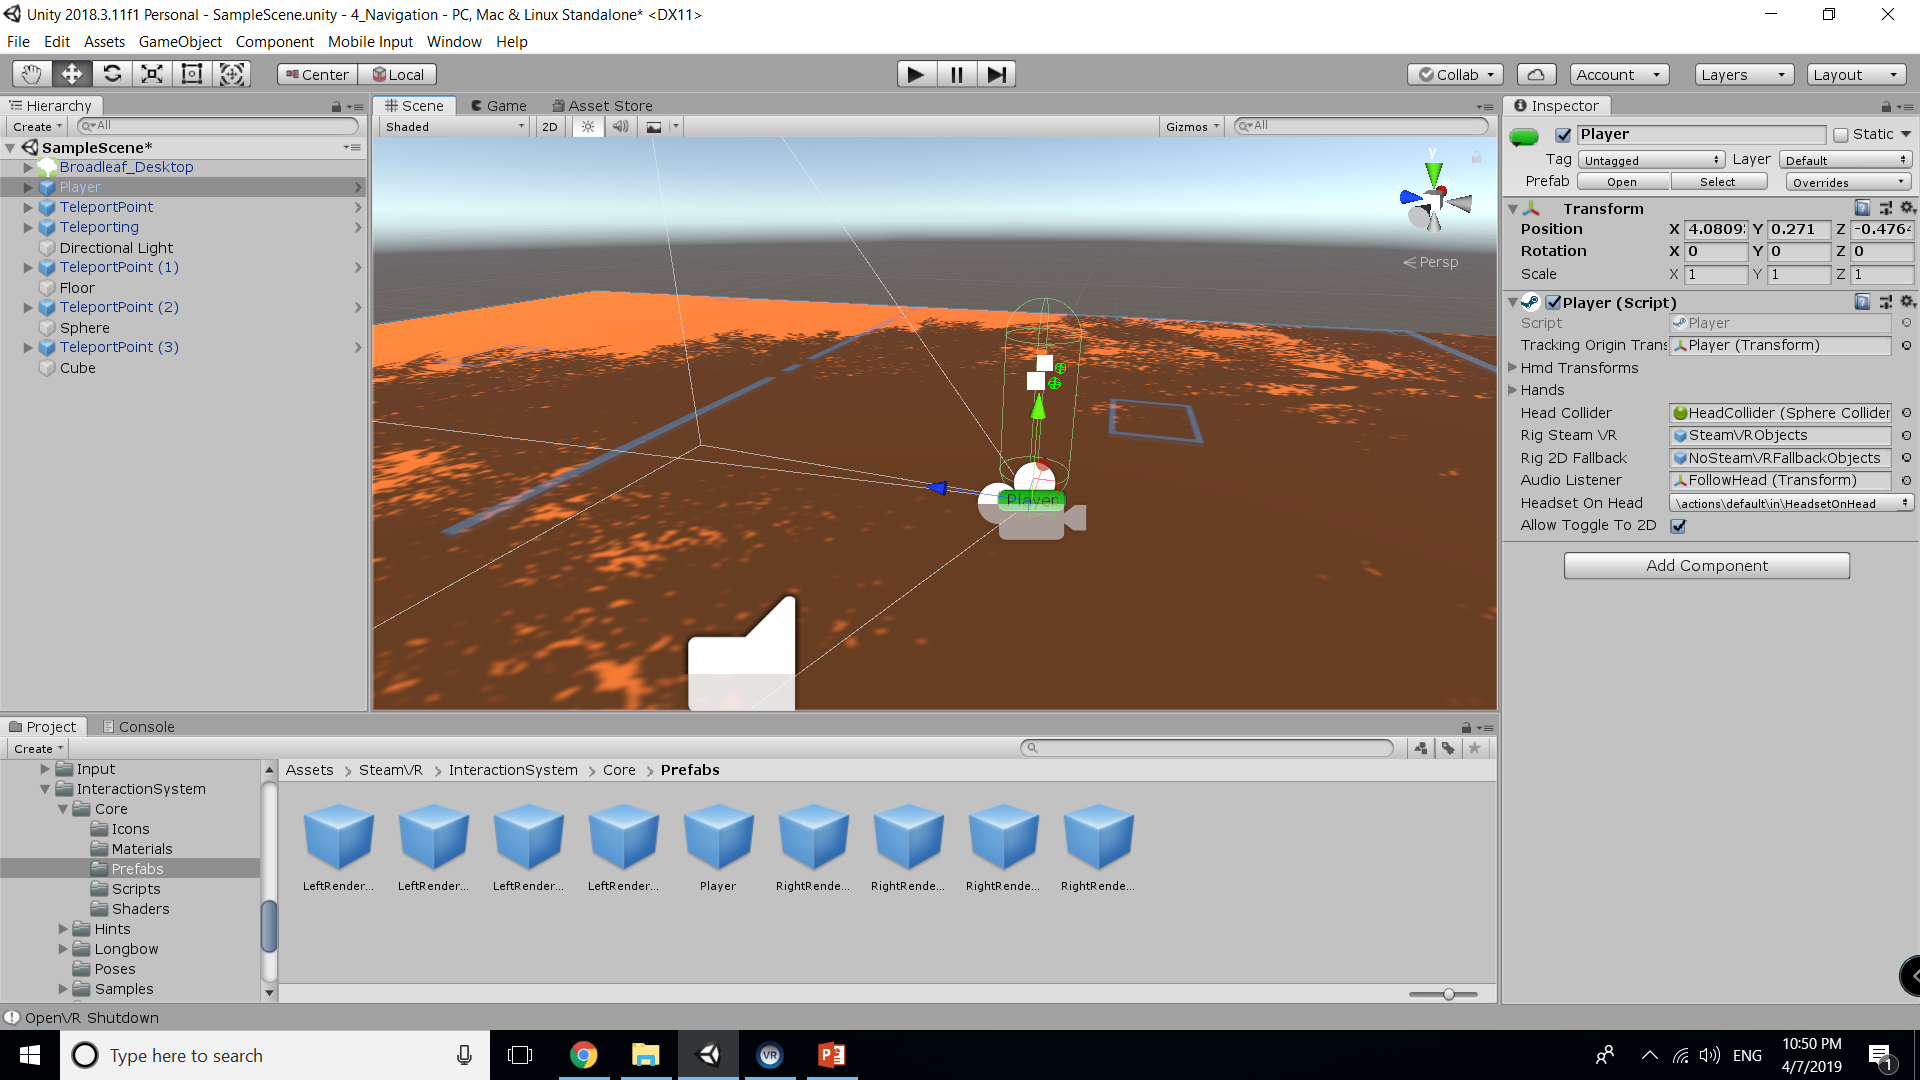 Unity 2018.3.11f1 Personal - SampleScene.unity - 4_Navigation - PC, Mac & Linux Standalone* <DX11>
File Edit Assets GameObject Component Mobile Input Window Help
Center Local Collab Account Layers Layout
Hierarchy
Create All
SampleScene*
Broadleaf_Desktop
Player
TeleportPoint
Teleporting
Directional Light
TeleportPoint (1)
Floor
TeleportPoint (2)
Sphere
TeleportPoint (3)
Cube
Scene Game Asset Store
Shaded 2D Gizmos All
y
Persp
Player
Inspector
Player Static
Tag Untagged Layer Default
Prefab Open Select Overrides
Transform
Position X 4.0809 Y 0.271 Z -0.476
Rotation X 0 Y 0 Z 0
Scale X 1 Y 1 Z 1
Player (Script)
Script Player
Tracking Origin Trans Player (Transform)
Hmd Transforms
Hands
Head Collider HeadCollider (Sphere Collider
Rig Steam VR SteamVRObjects
Rig 2D Fallback NoSteamVRFallbackObjects
Audio Listener FollowHead (Transform)
Headset On Head \actions\default\in\HeadsetOnHead
Allow Toggle To 2D
Add Component
Project Console
Create
Input
InteractionSystem
Core
Icons
Materials
Prefabs
Scripts
Shaders
Hints
Longbow
Poses
Samples
Assets SteamVR InteractionSystem Core Prefabs
LeftRender... LeftRender... LeftRender... LeftRender... Player RightRende... RightRende... RightRende... RightRende...
OpenVR Shutdown
Type here to search
VR
ENG
10:50 PM
4/7/2019
1